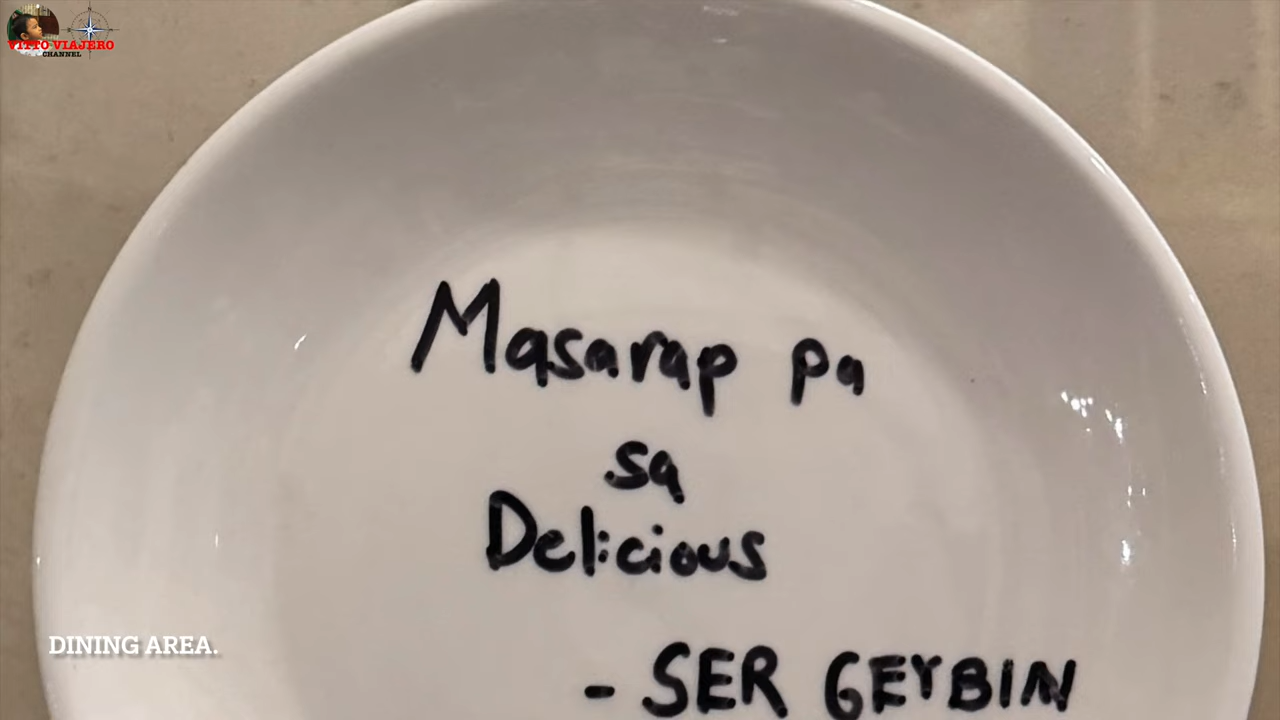 VITTO VIAJERO
CHANNEL
Masarap pa
sa
Delicious
- SER GEYBIN
DINING AREA.